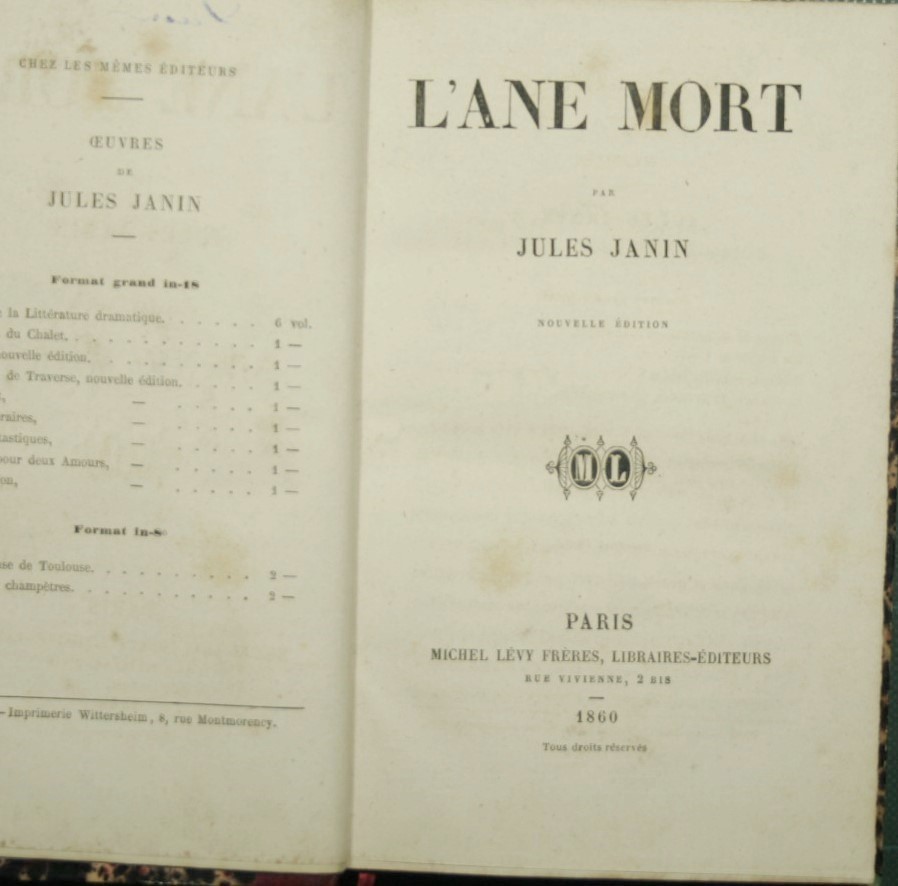 CHEZ LES MÊMES ÉDITEURS
ŒUVRES
DE
JULES JANIN
Format grand in-18
la Littérature dramatique. . . . . . 6 vol.
du Chalet. . . . . . . . . . . . 1 —
nouvelle édition. . . . . . . . . . 1 —
de Traverse, nouvelle édition. . . . . 1 —
— . . . . . 1 —
raires, — . . . . . 1 —
tastiques, — . . . . . 1 —
pour deux Amours, — . . . . . 1 —
on, — . . . . . 1 —
Format in-8
use de Toulouse. . . . . . . . . 2 —
champêtres. . . . . . . . . . . 2 —
— Imprimerie Wittersheim, 8, rue Montmorency.
L'ANE MORT
PAR
JULES JANIN
NOUVELLE ÉDITION
ML
PARIS
MICHEL LÉVY FRÈRES, LIBRAIRES-ÉDITEURS
RUE VIVIENNE, 2 BIS
1860
Tous droits réservés